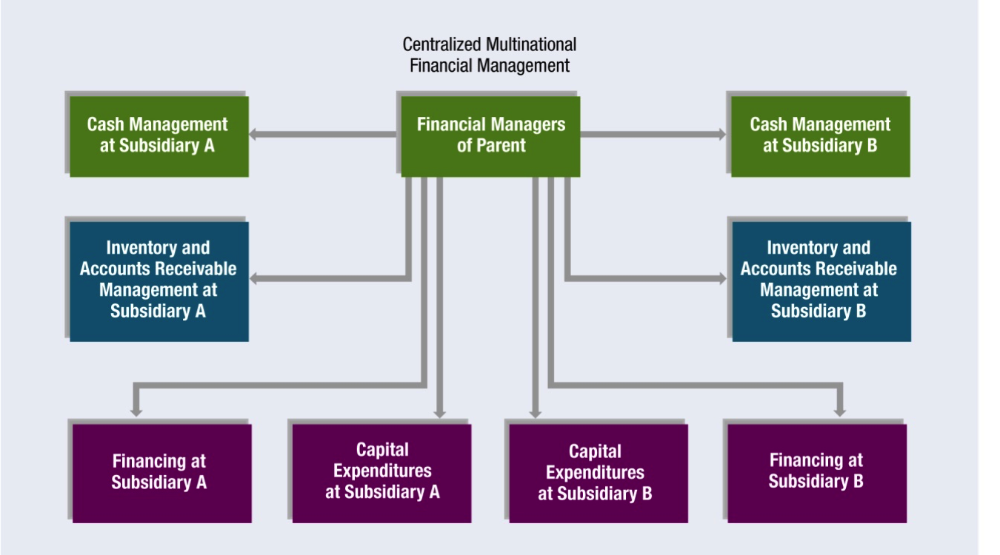 Centralized Multinational
Financial Management
Cash Management
at Subsidiary A
Financial Managers
of Parent
Cash Management
at Subsidiary B
Inventory and
Accounts Receivable
Management at
Subsidiary A
Inventory and
Accounts Receivable
Management at
Subsidiary B
Financing at
Subsidiary A
Capital
Expenditures
at Subsidiary A
Capital
Expenditures
at Subsidiary B
Financing at
Subsidiary B